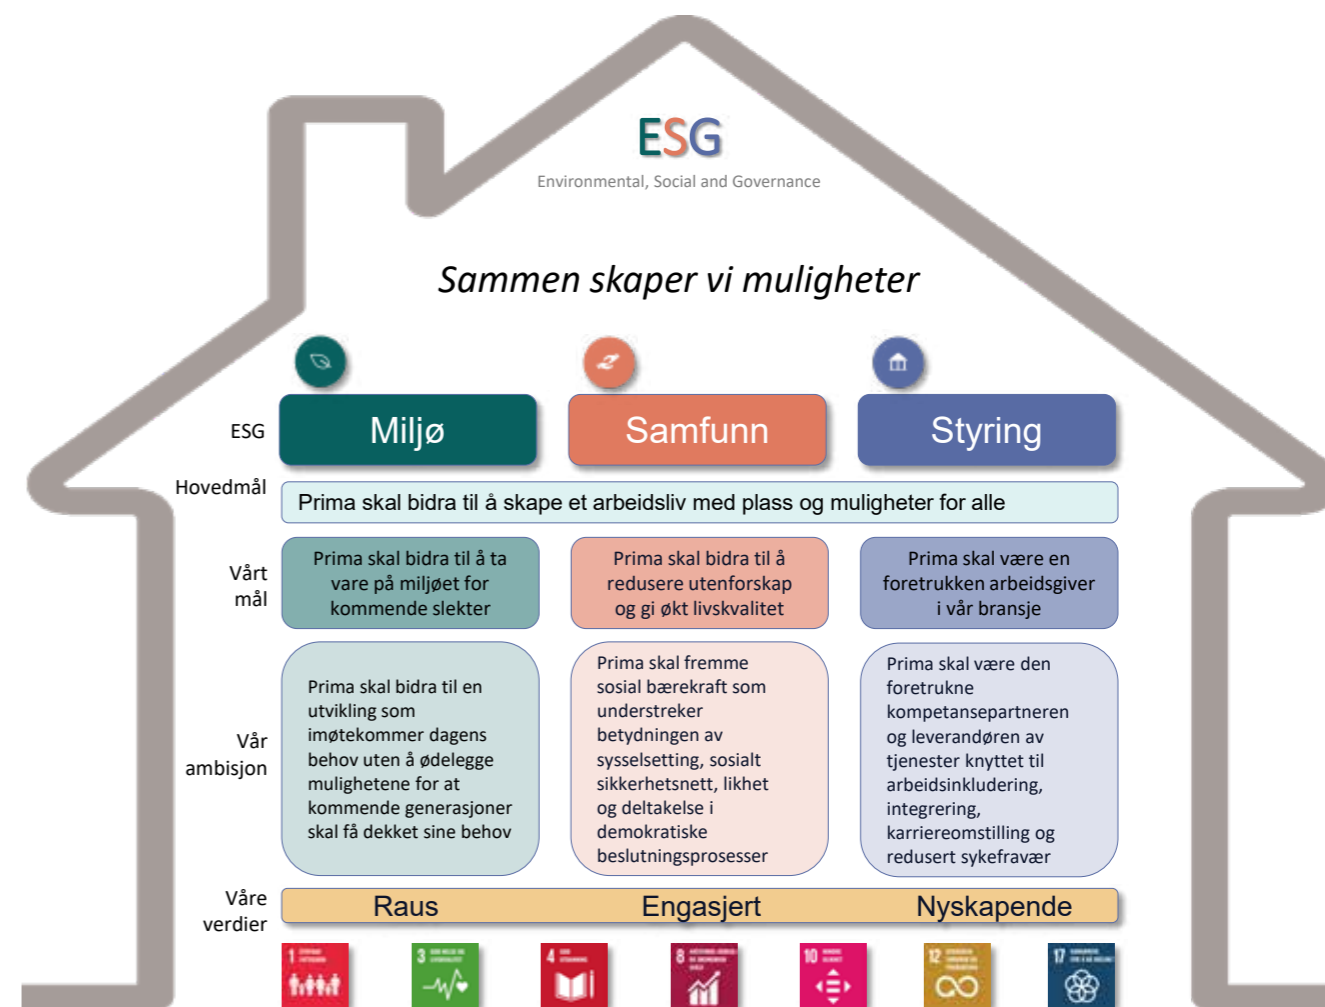 ESG
Environmental, Social and Governance
Sammen skaper vi muligheter
ESG
Miljø
Samfunn
Styring
Hovedmål
Prima skal bidra til å skape et arbeidsliv med plass og muligheter for alle
Vårt
mål
Prima skal bidra til å ta
vare på miljøet for
kommende slekter
Prima skal bidra til å
redusere utenforskap
og gi økt livskvalitet
Prima skal være en
foretrukken arbeidsgiver
i vår bransje
Vår
ambisjon
Prima skal bidra til en
utvikling som
imøtekommer dagens
behov uten å ødelegge
mulighetene for at
kommende generasjoner
skal få dekket sine behov
Prima skal fremme
sosial bærekraft som
understreker
betydningen av
sysselsetting, sosialt
sikkerhetsnett, likhet
og deltakelse i
demokratiske
beslutningsprosesser
Prima skal være den
foretrukne
kompetansepartneren
og leverandøren av
tjenester knyttet til
arbeidsinkludering,
integrering,
karriereomstilling og
redusert sykefravær
Våre
verdier
Raus
Engasjert
Nyskapende
1
3
4
8
10
12
17